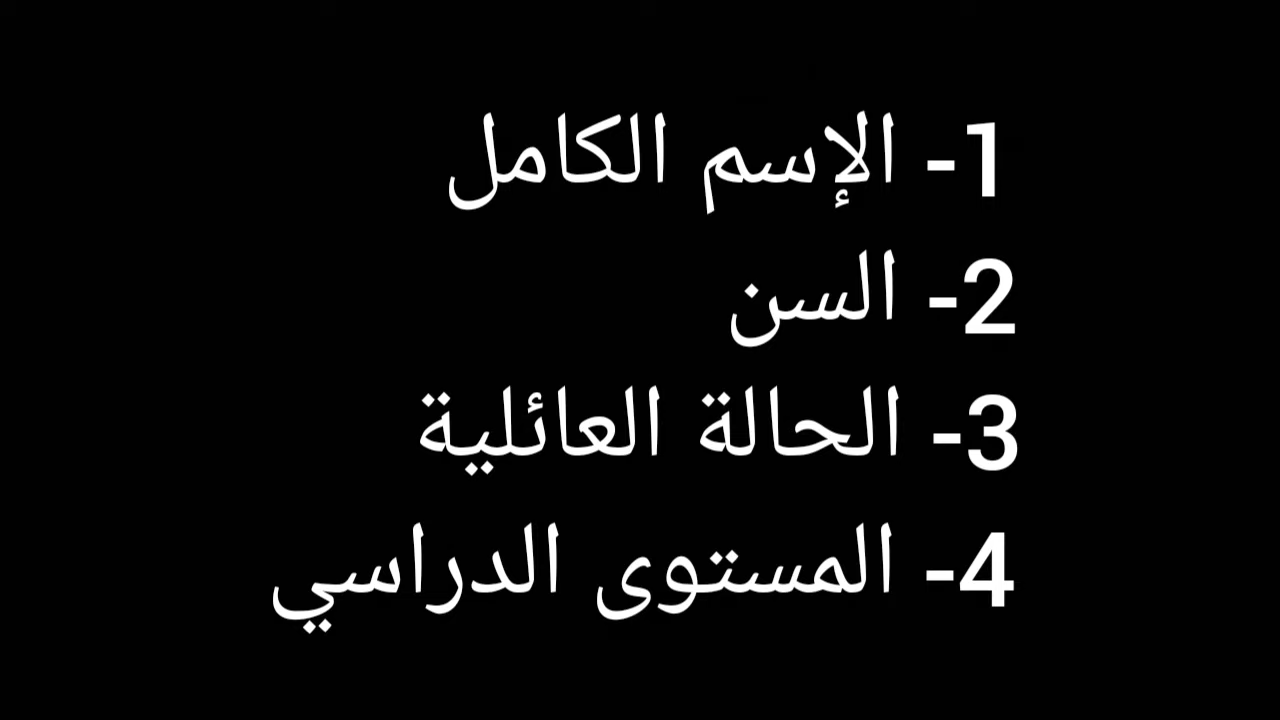 1- الإسم الكامل
2- السن
3- الحالة العائلية
4- المستوى الدراسي